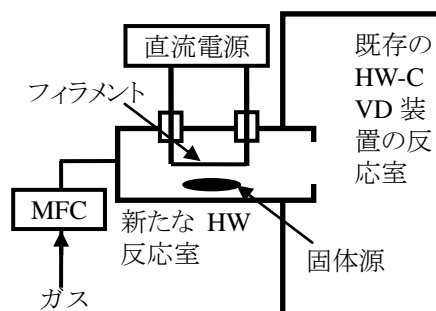 直流電源
フィラメント
既存の
HW-C
VD 装
置の反
応室
MFC
新たな HW
反応室
固体源
ガス